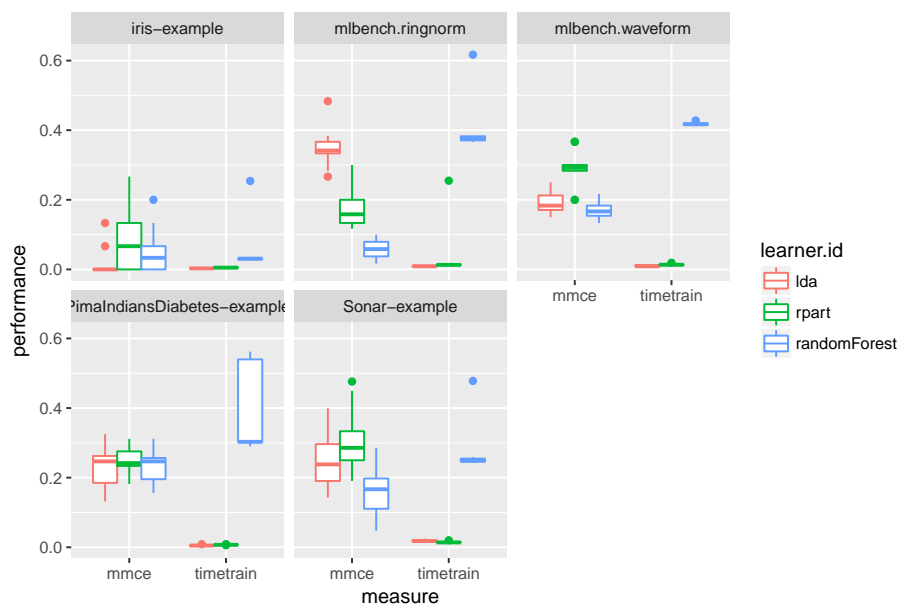 iris−example
mlbench.ringnorm
mlbench.waveform
0.6
0.4
0.2
0.0
PimaIndiansDiabetes−example
Sonar−example
mmce
timetrain
0.6
0.4
0.2
0.0
mmce
timetrain
mmce
timetrain
measure
performance
learner.id
lda
rpart
randomForest